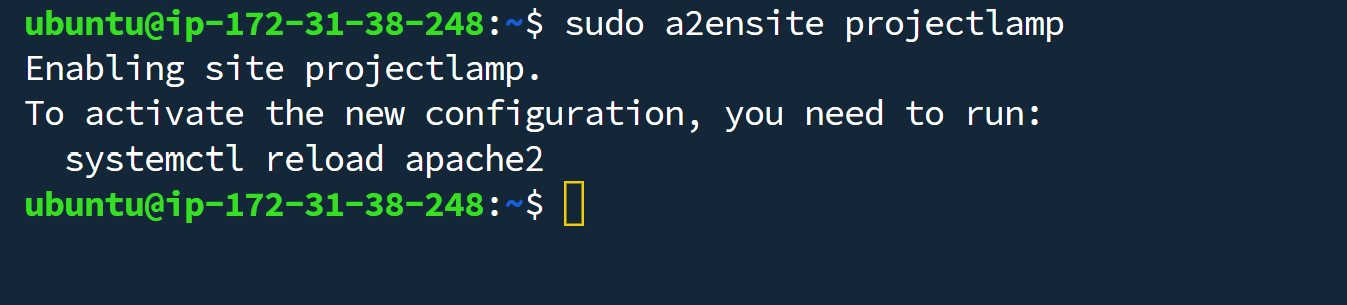 ubuntu@ip-172-31-38-248:~$ sudo a2ensite projectlamp
Enabling site projectlamp.
To activate the new configuration, you need to run:
  systemctl reload apache2
ubuntu@ip-172-31-38-248:~$